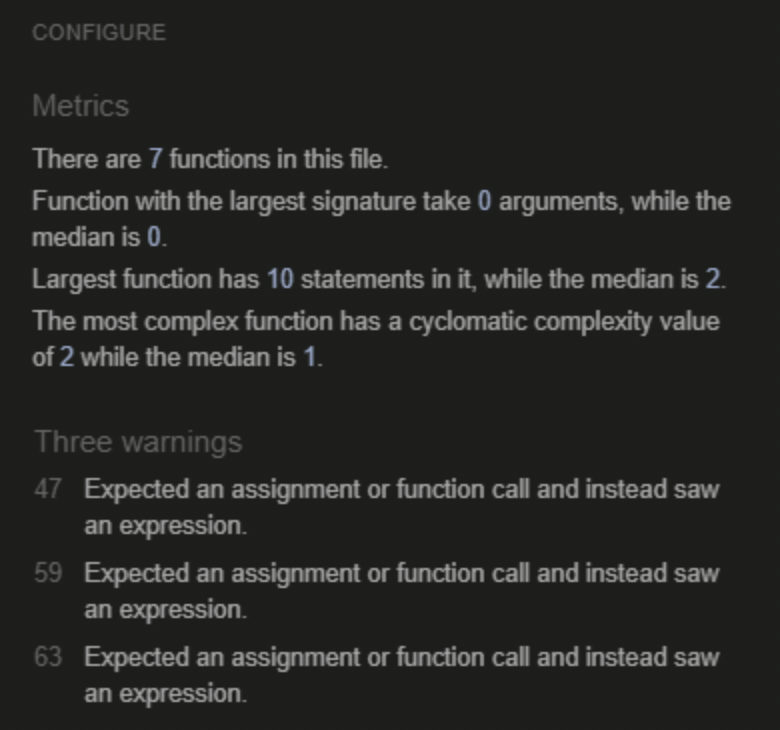 CONFIGURE
Metrics
There are 7 functions in this file.
Function with the largest signature take 0 arguments, while the
median is 0.
Largest function has 10 statements in it, while the median is 2.
The most complex function has a cyclomatic complexity value
of 2 while the median is 1.
Three warnings
47 Expected an assignment or function call and instead saw
an expression.
59 Expected an assignment or function call and instead saw
an expression.
63 Expected an assignment or function call and instead saw
an expression.